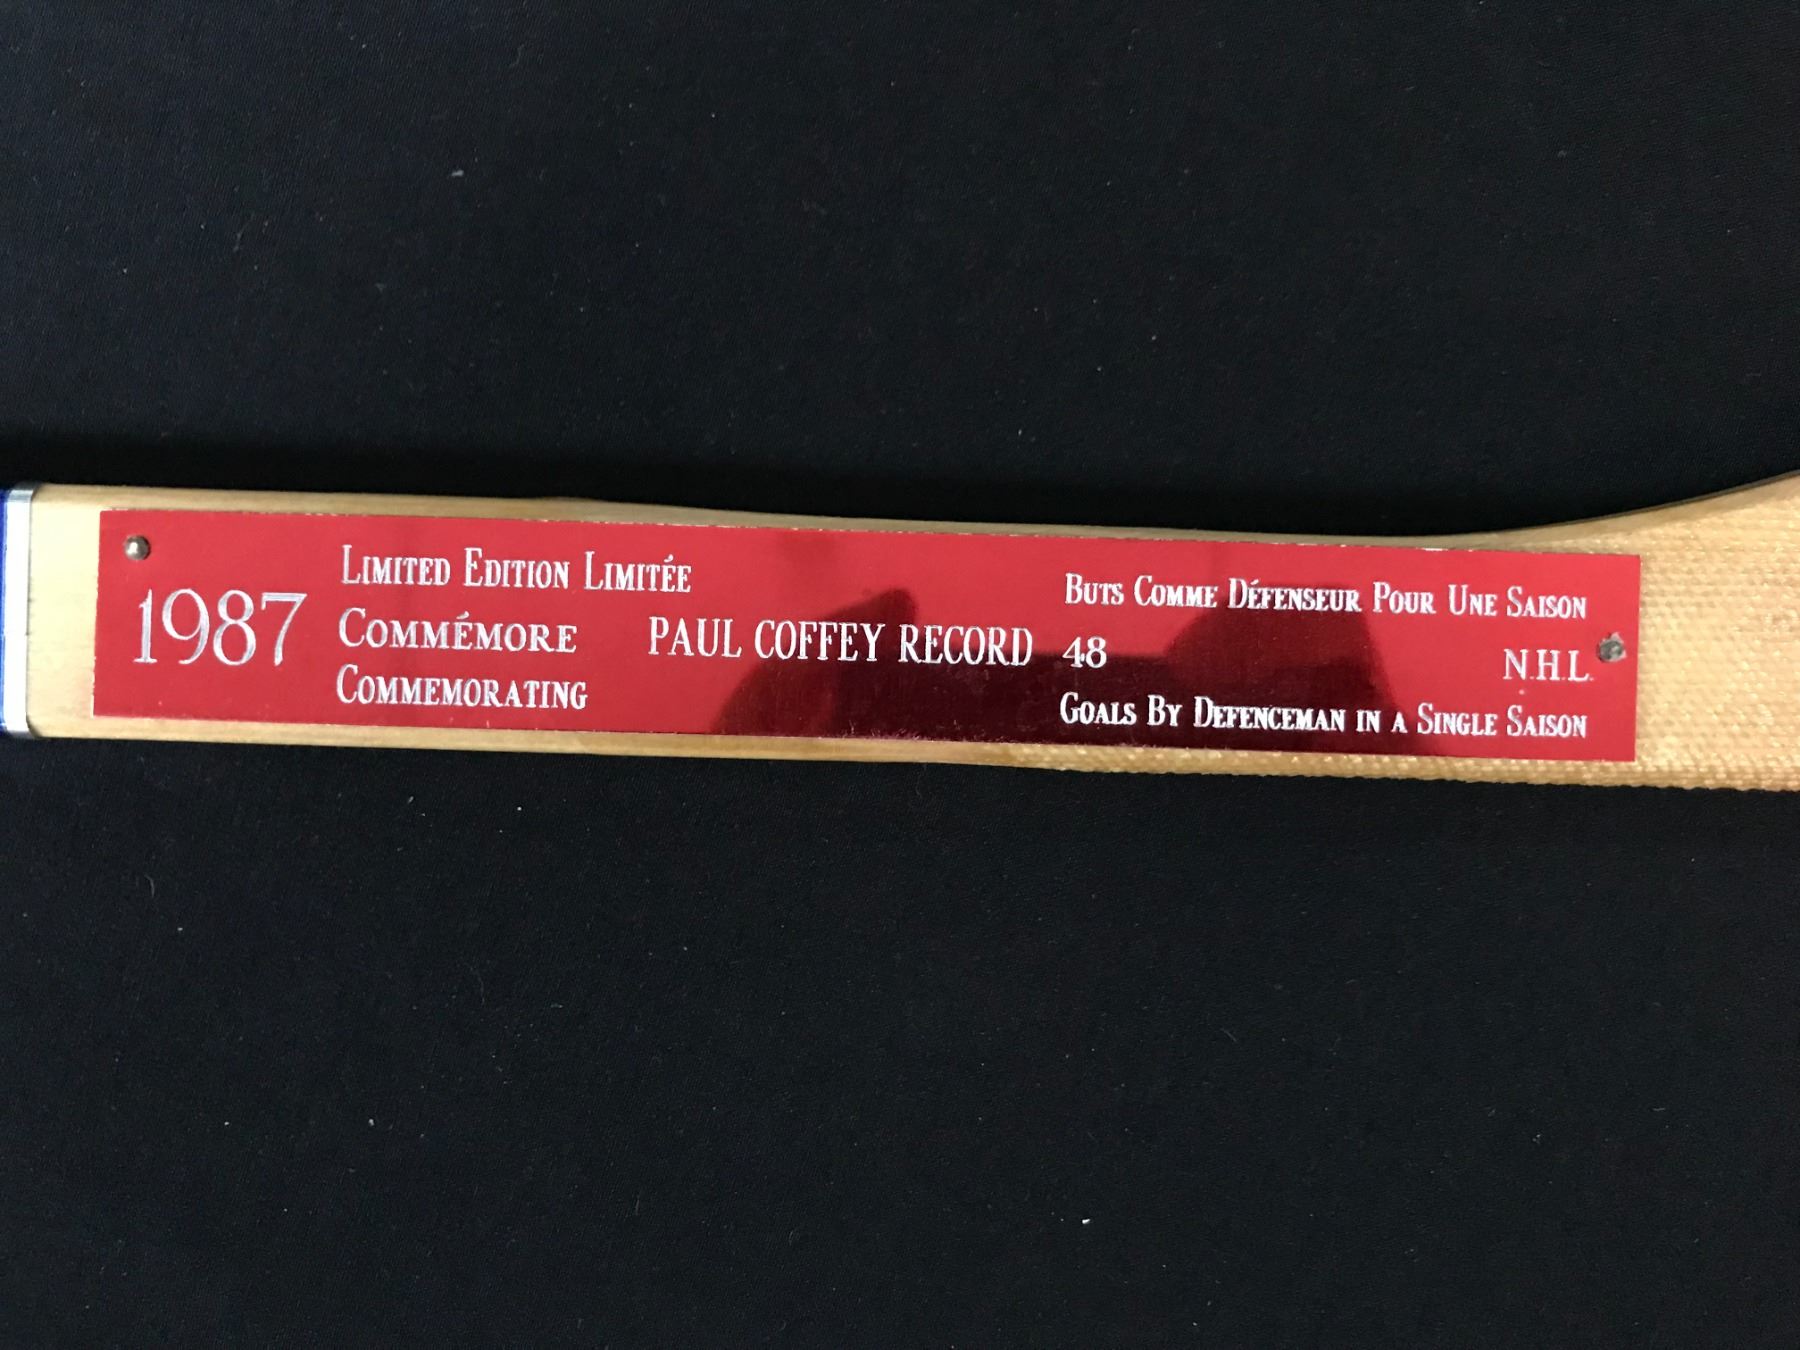 1987
Limited Edition Limitée
Commémore
Commemorating
PAUL COFFEY RECORD
Buts Comme Défenseur Pour Une Saison
48 N.H.L.
Goals By Defenceman in a Single Saison